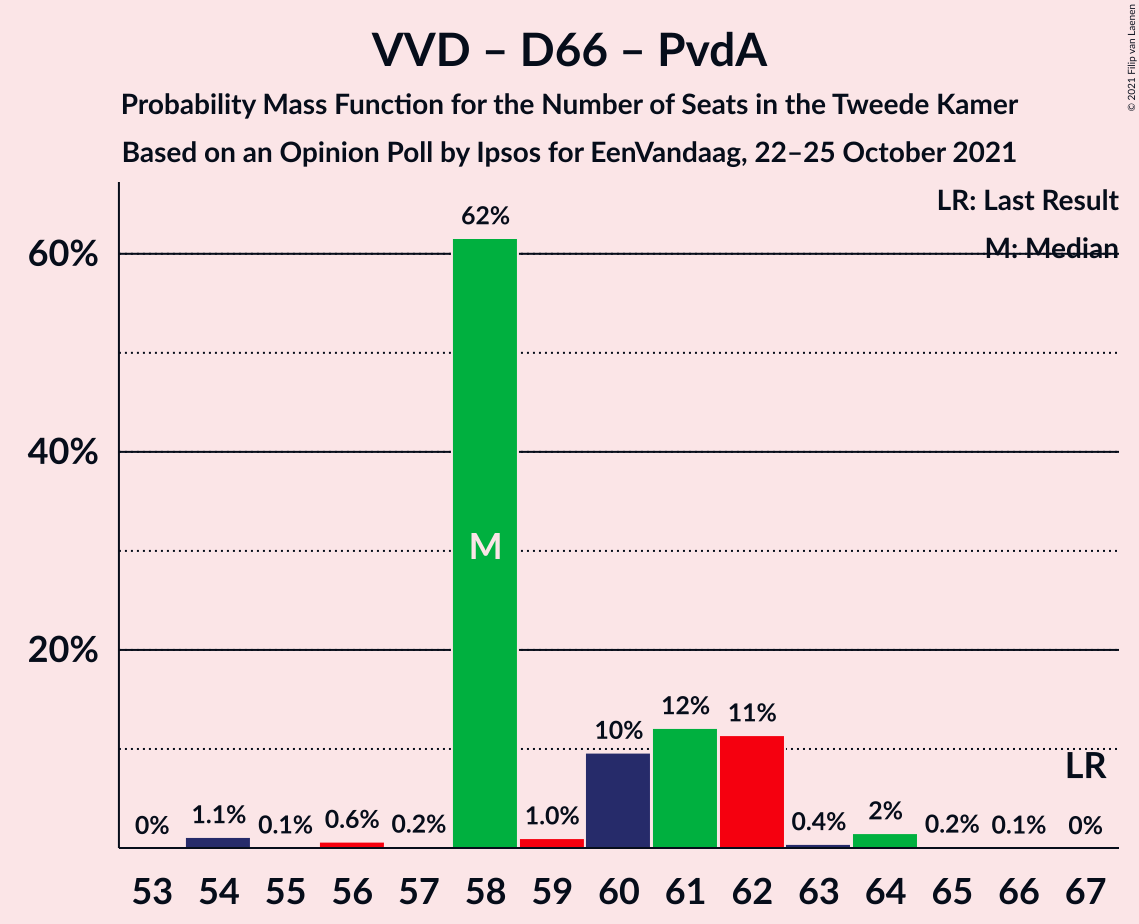 VVD – D66 – PvdA
Probability Mass Function for the Number of Seats in the Tweede Kamer
Based on an Opinion Poll by Ipsos for EenVandaag, 22–25 October 2021
© 2021 Filip van Laenen
LR: Last Result
M: Median
60%
40%
20%
0% 1.1% 0.1% 0.6% 0.2% 62% 1.0% 10% 12% 11% 0.4% 2% 0.2% 0.1% 0%
M
LR
53 54 55 56 57 58 59 60 61 62 63 64 65 66 67